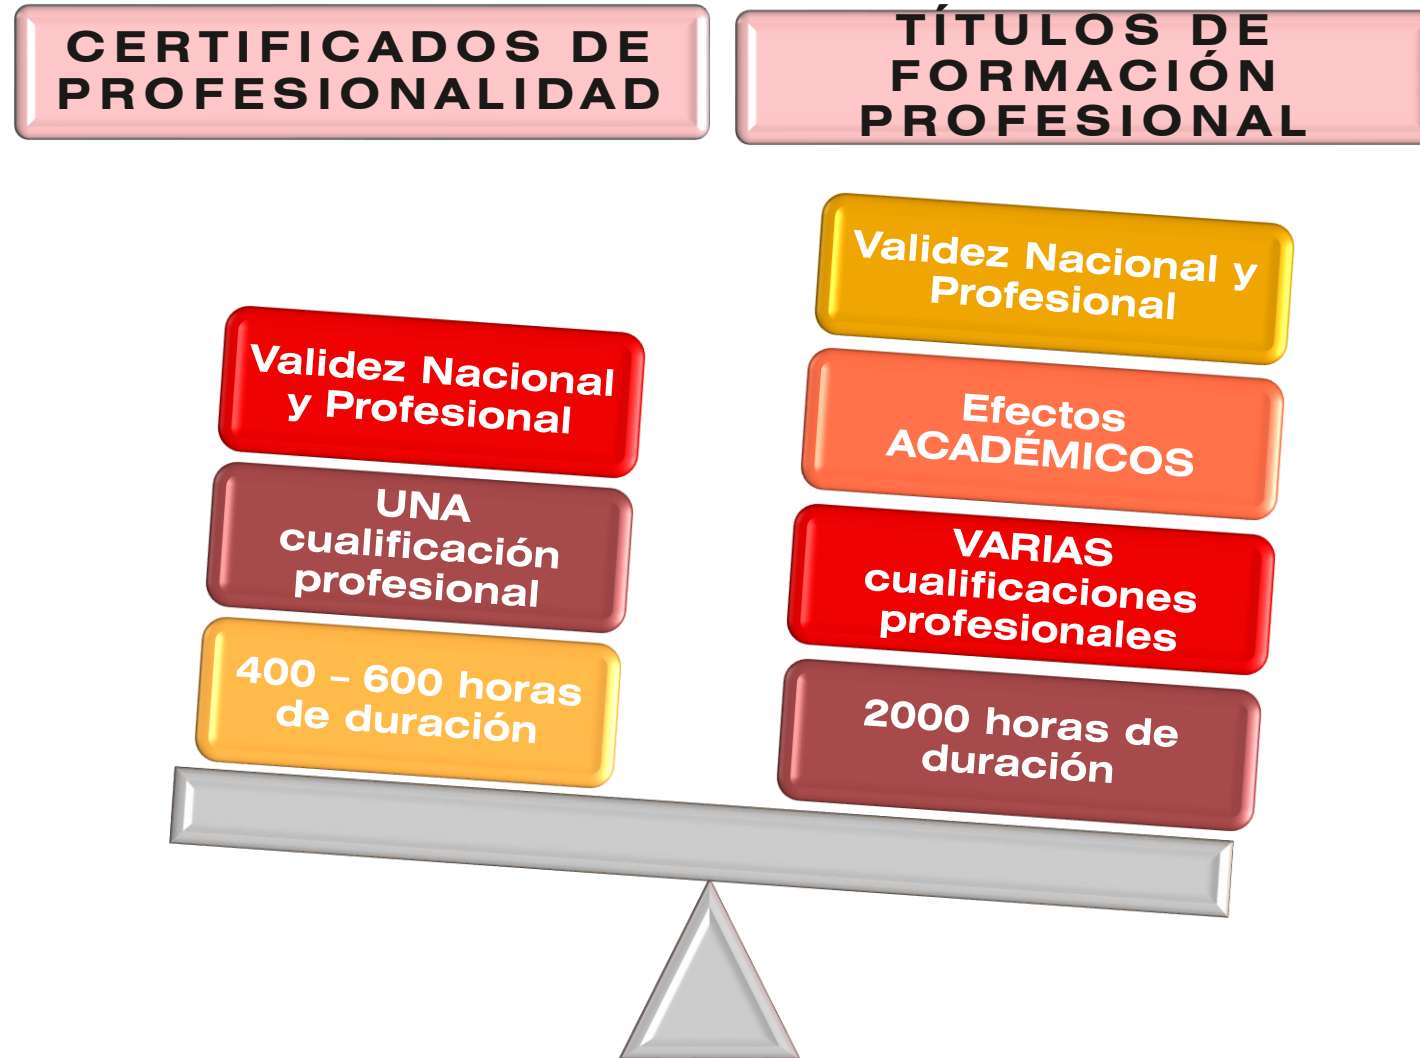 CERTIFICADOS DE
PROFESIONALIDAD
TÍTULOS DE
FORMACIÓN
PROFESIONAL
Validez Nacional
y Profesional
UNA
cualificación
profesional
400 – 600 horas
de duración
Validez Nacional y
Profesional
Efectos
ACADÉMICOS
VARIAS
cualificaciones
profesionales
2000 horas de
duración